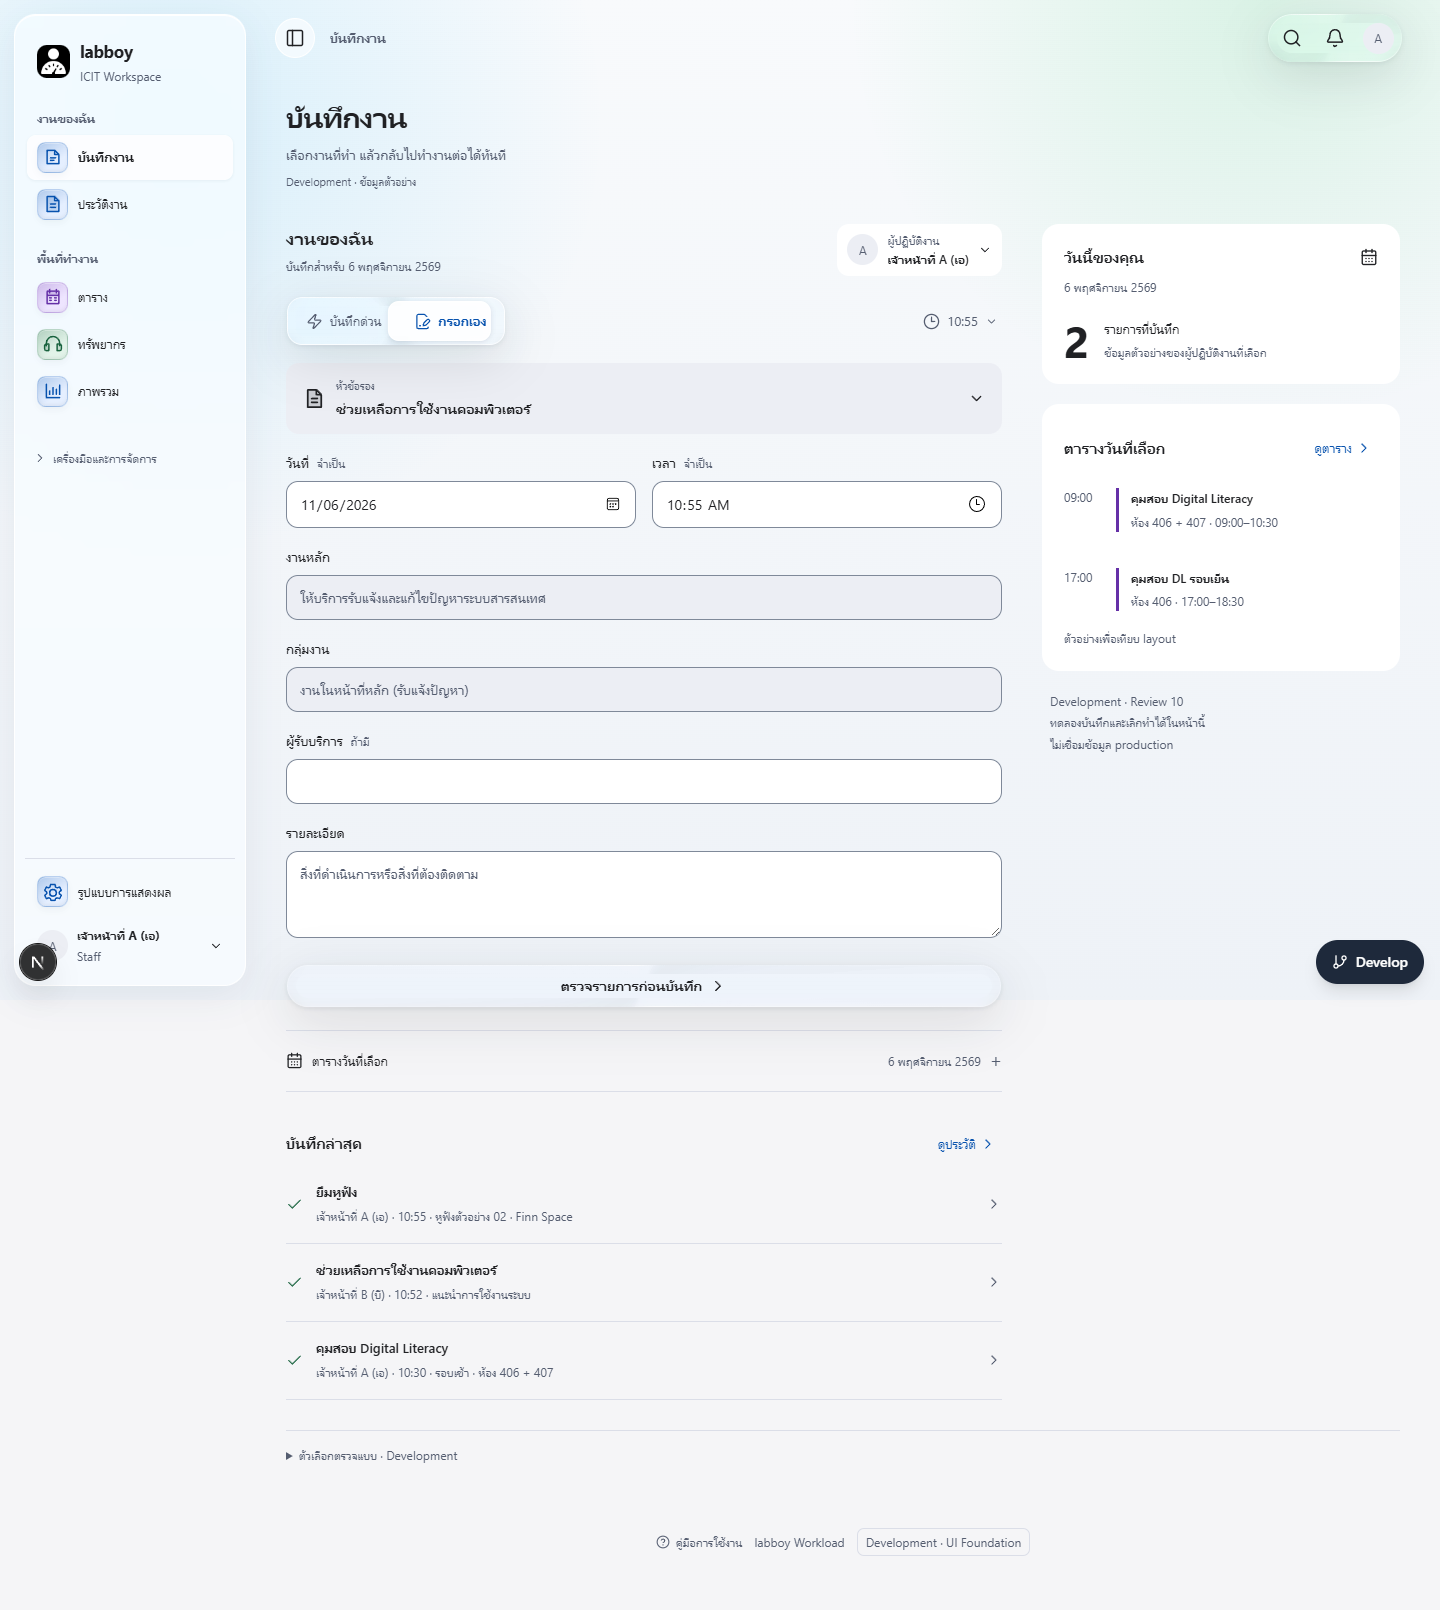 labboy
ICIT Workspace
งานของฉัน
บันทึกงาน
ประวัติงาน
พื้นที่ทำงาน
ตาราง
ทรัพยากร
ภาพรวม
เครื่องมือและการจัดการ
รูปแบบการแสดงผล
A
เจ้าหน้าที่ A (เอ)
Staff
N
บันทึกงาน
A
บันทึกงาน
เลือกงานที่ทำ แล้วกลับไปทำงานต่อได้ทันที
Development · ข้อมูลตัวอย่าง
งานของฉัน
บันทึกสำหรับ 6 พฤศจิกายน 2569
A
ผู้ปฏิบัติงาน
เจ้าหน้าที่ A (เอ)
บันทึกด่วน
กรอกเอง
10:55
หัวข้อรอง
ช่วยเหลือการใช้งานคอมพิวเตอร์
วันที่ จำเป็น
เวลา จำเป็น
11/06/2026
10:55 AM
งานหลัก
ให้บริการรับแจ้งและแก้ไขปัญหาระบบสารสนเทศ
กลุ่มงาน
งานในหน้าที่หลัก (รับแจ้งปัญหา)
ผู้รับบริการ ถ้ามี
รายละเอียด
สิ่งที่ดำเนินการหรือสิ่งที่ต้องติดตาม
ตรวจรายการก่อนบันทึก
ตารางวันที่เลือก
6 พฤศจิกายน 2569
บันทึกล่าสุด
ดูประวัติ
ยืมหูฟัง
เจ้าหน้าที่ A (เอ) · 10:55 · หูฟังตัวอย่าง 02 · Finn Space
ช่วยเหลือการใช้งานคอมพิวเตอร์
เจ้าหน้าที่ B (บี) · 10:52 · แนะนำการใช้งานระบบ
คุมสอบ Digital Literacy
เจ้าหน้าที่ A (เอ) · 10:30 · รอบเช้า · ห้อง 406 + 407
วันนี้ของคุณ
6 พฤศจิกายน 2569
2
รายการที่บันทึก
ข้อมูลตัวอย่างของผู้ปฏิบัติงานที่เลือก
ตารางวันที่เลือก
ดูตาราง
09:00
คุมสอบ Digital Literacy
ห้อง 406 + 407 · 09:00–10:30
17:00
คุมสอบ DL รอบเย็น
ห้อง 406 · 17:00–18:30
ตัวอย่างเพื่อเทียบ layout
Development · Review 10
ทดลองบันทึกและเลิกทำได้ในหน้านี้
ไม่เชื่อมข้อมูล production
Develop
ตัวเลือกตรวจแบบ · Development
คู่มือการใช้งาน
labboy Workload
Development · UI Foundation